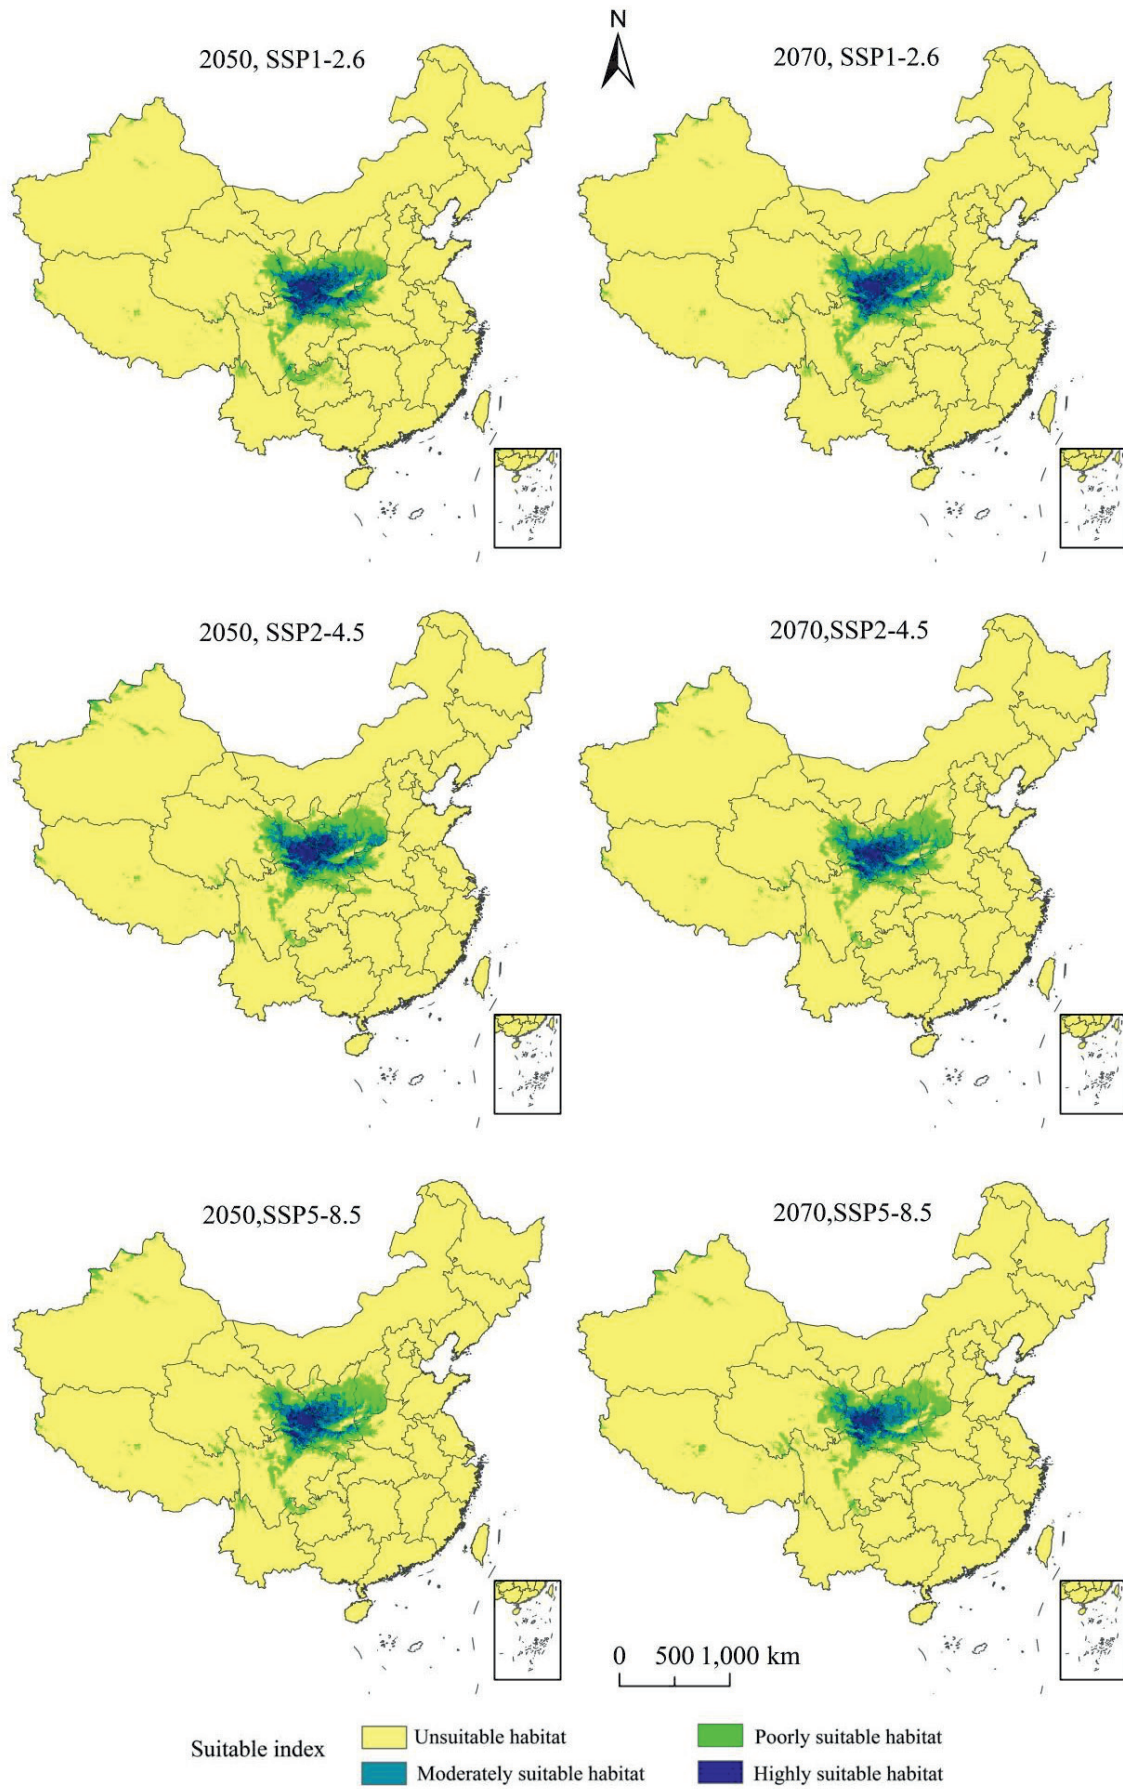 N
2050, SSP1-2.6
2070, SSP1-2.6
2050, SSP2-4.5
2070,SSP2-4.5
2050,SSP5-8.5
2070,SSP5-8.5
0 500 1,000 km
Suitable index
Unsuitable habitat
Poorly suitable habitat
Moderately suitable habitat
Highly suitable habitat